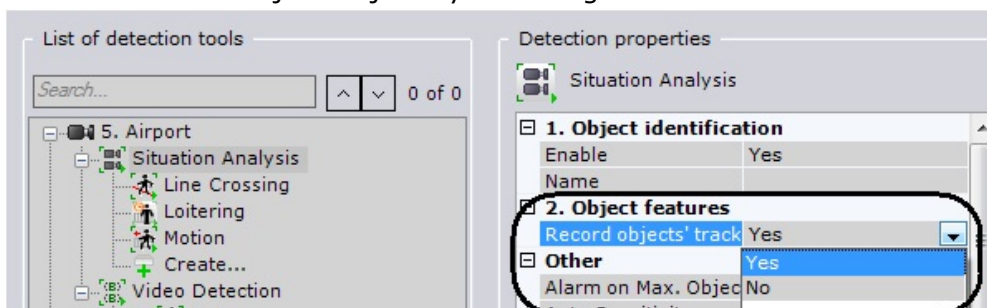 List of detection tools
Search...
0 of 0
5. Airport
Situation Analysis
Line Crossing
Loitering
Motion
Create...
Video Detection
Detection properties
Situation Analysis
1. Object identification
Enable Yes
Name
2. Object features
Record objects' track Yes
Yes
Other
Alarm on Max. Objec No